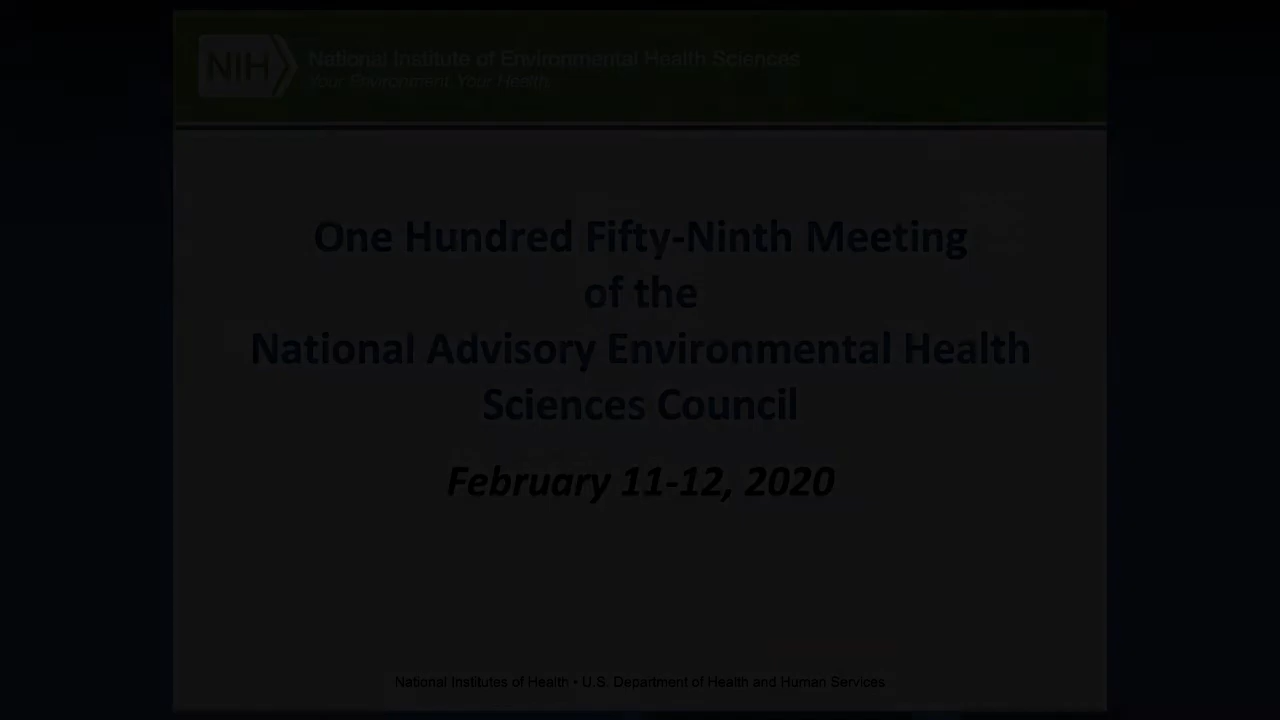 NIH
National Institute of Environmental Health Sciences
Your Environment. Your Health.
One Hundred Fifty-Ninth Meeting
of the
National Advisory Environmental Health
Sciences Council
February 11-12, 2020
National Institutes of Health • U.S. Department of Health and Human Services